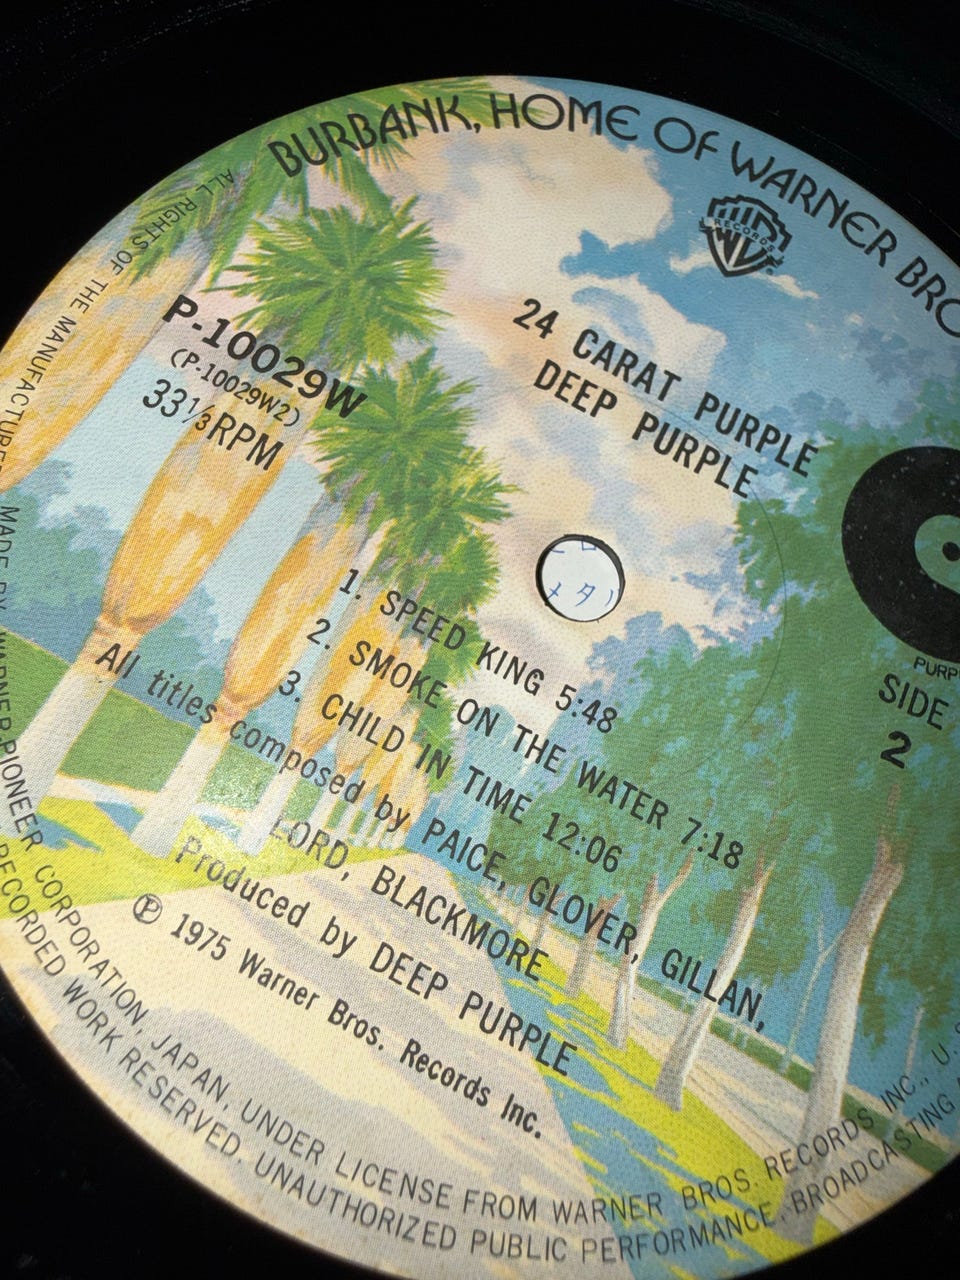 BURBANK, HOME OF WARNER
RECORDS
24 CARAT PURPLE
DEEP PURPLE
P-10029W
(P-10029W2)
33 1/3 RPM
SIDE
2
1. SPEED KING 5:48
2. SMOKE ON THE WATER 7:18
3. CHILD IN TIME 12:06
All titles composed by PAICE, GLOVER, GILLAN,
LORD, BLACKMORE
Produced by DEEP PURPLE
Ⓟ 1975 Warner Bros. Records Inc.
MADE BY WARNER-PIONEER CORPORATION, JAPAN, UNDER LICENSE FROM WARNER BROS. RECORDS INC., U.S.
ALL RIGHTS OF THE MANUFACTURER
RECORDED WORK RESERVED. UNAUTHORIZED PUBLIC PERFORMANCE, BROADCASTING
メタ